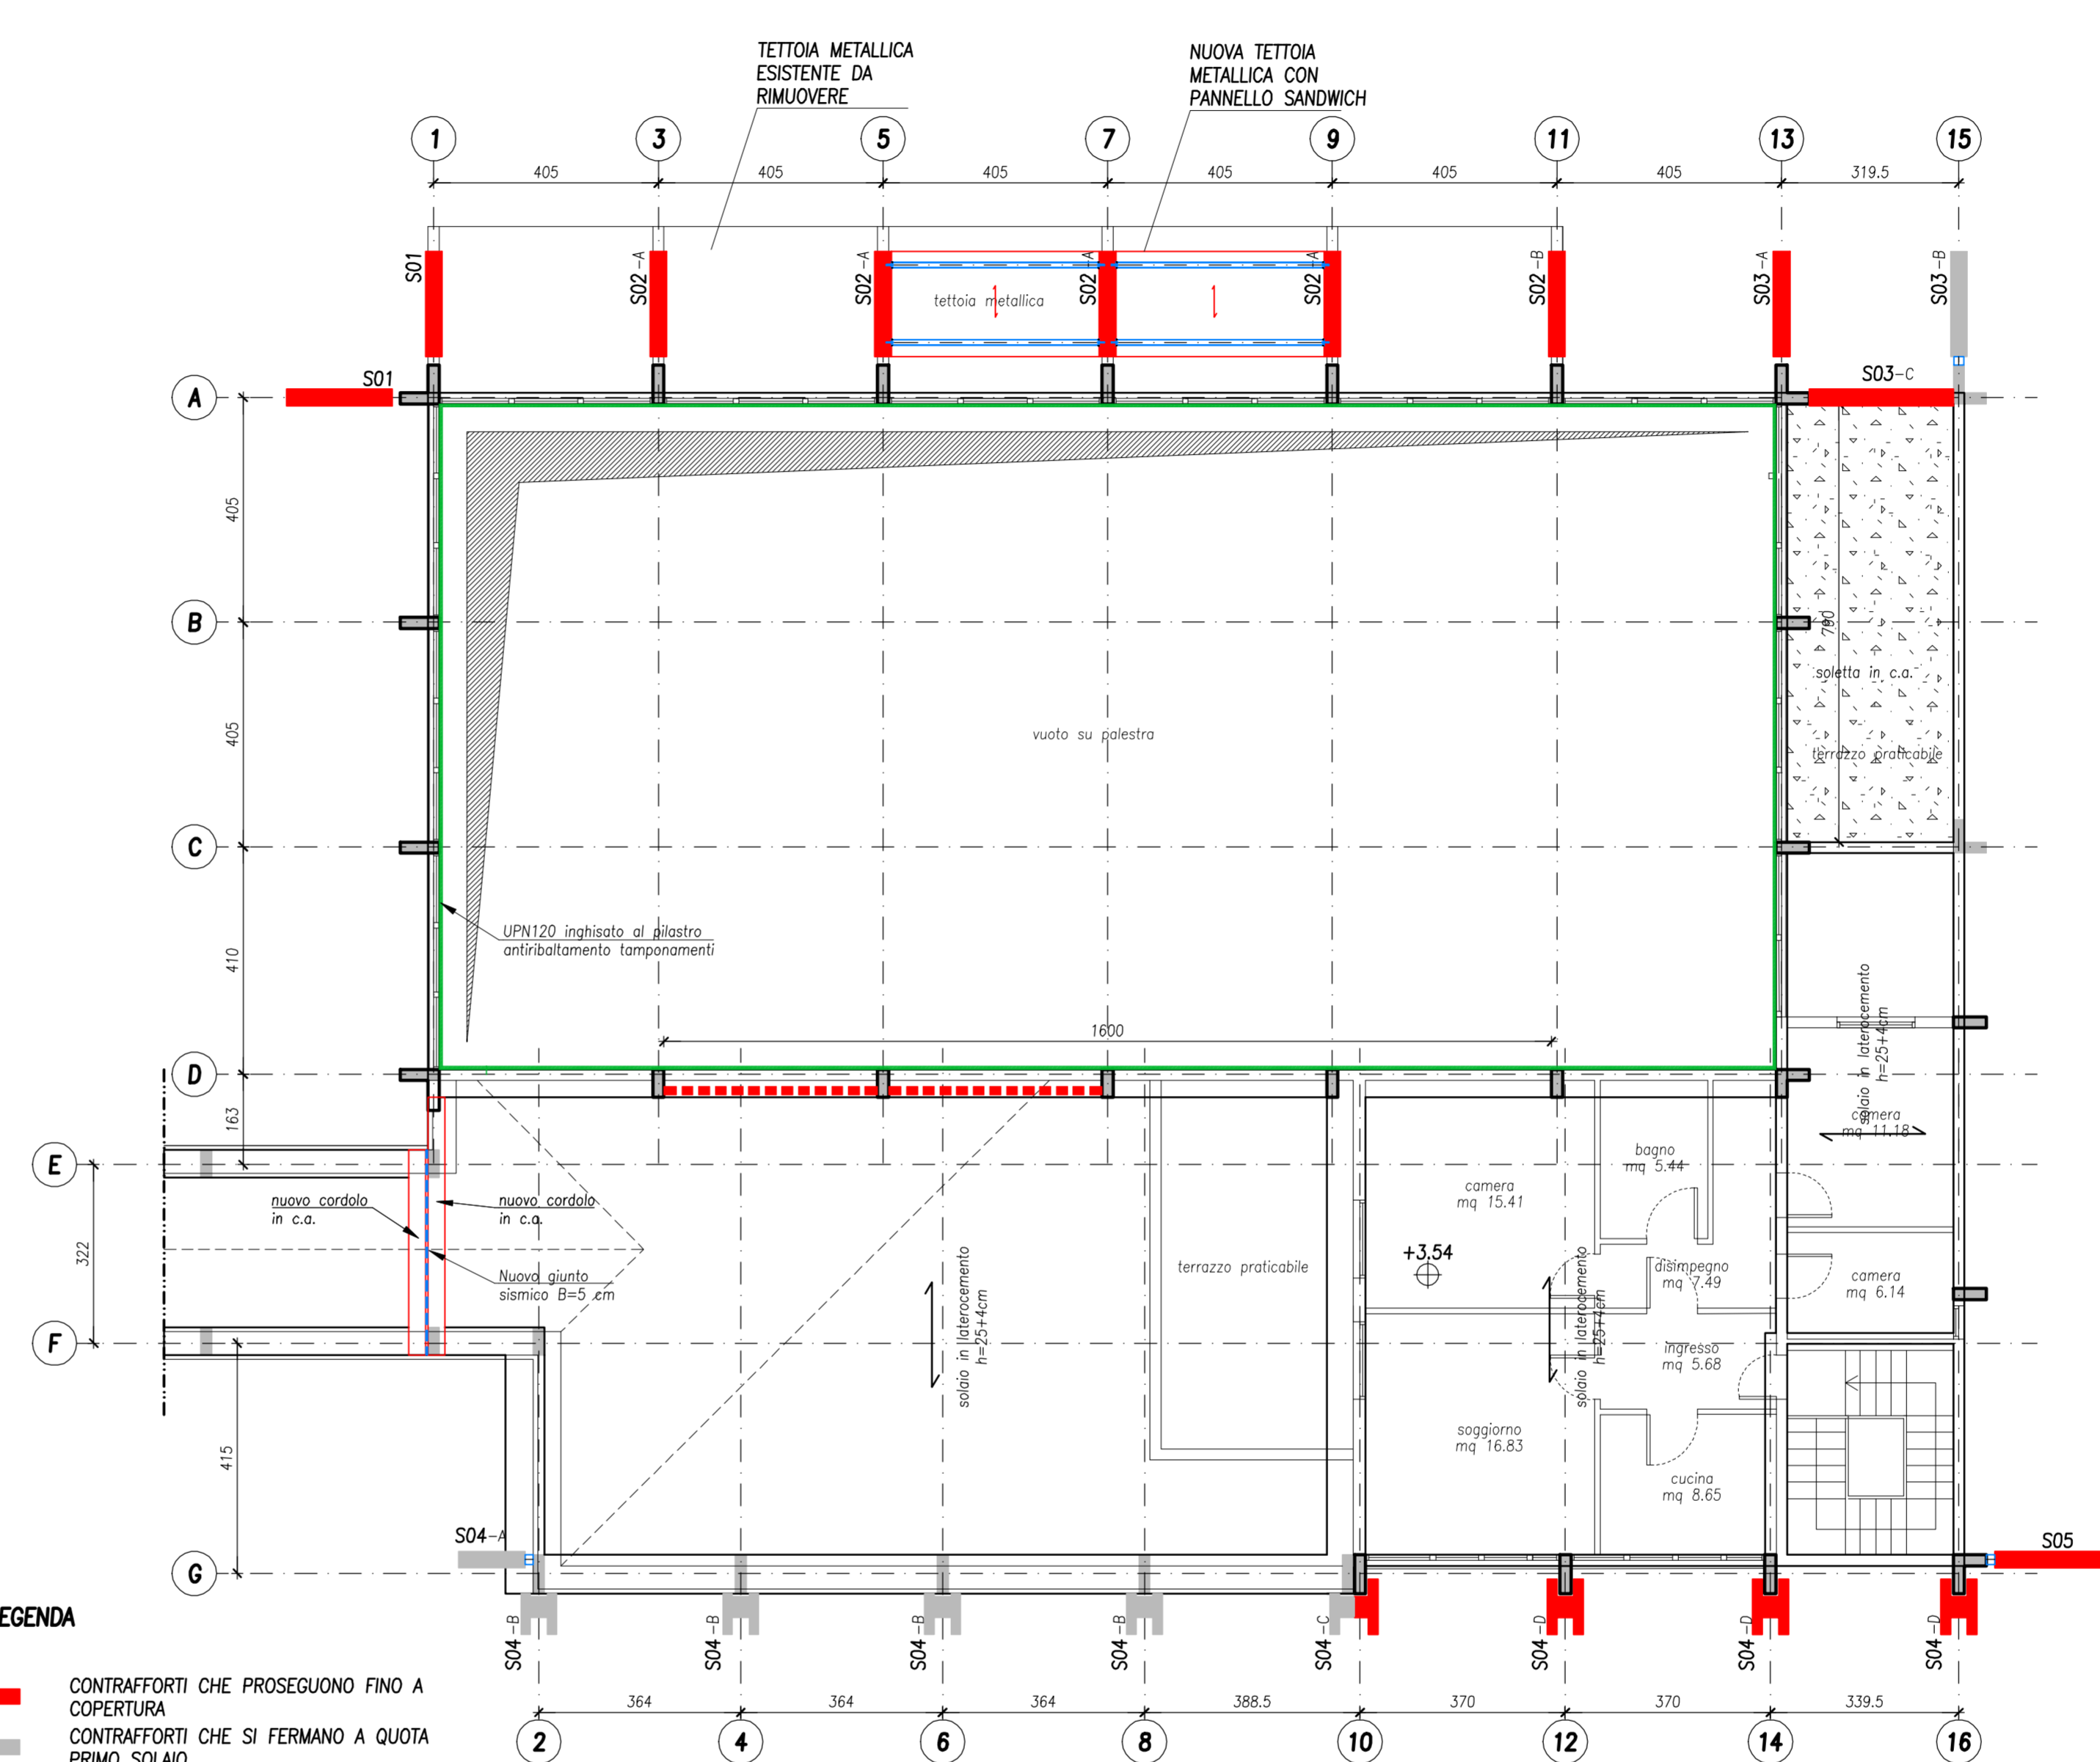 TETTOIA METALLICA
ESISTENTE DA
RIMUOVERE
NUOVA TETTOIA
METALLICA CON
PANNELLO SANDWICH
1
3
5
7
9
11
13
15
405
405
405
405
405
405
319.5
S01
S02-A
S02-A
S02-A
S02-A
S02-B
S03-A
S03-B
tettoia metallica
S01
S03-C
A
B
C
D
E
F
G
405
405
410
163
322
415
790
soletta in c.a.
terrazzo praticabile
vuoto su palestra
UPN120 inghisato al pilastro
antiribaltamento tamponamenti
1600
solaio in laterocemento
h=25+4cm
camera
mq 11.18
bagno
mq 5.44
camera
mq 15.41
nuovo cordolo
in c.a.
nuovo cordolo
in c.a.
Nuovo giunto
sismico B=5 cm
+3.54
terrazzo praticabile
disimpegno
mq 7.49
camera
mq 6.14
solaio in laterocemento
h=25+4cm
solaio in laterocemento
h=25+4cm
ingresso
mq 5.68
soggiorno
mq 16.83
cucina
mq 8.65
S04-A
S05
S04-B
S04-B
S04-B
S04-B
S04-C
S04-D
S04-D
S04-D
EGENDA
CONTRAFFORTI CHE PROSEGUONO FINO A
COPERTURA
CONTRAFFORTI CHE SI FERMANO A QUOTA
PRIMO SOLAIO
364
364
364
388.5
370
370
339.5
2
4
6
8
10
12
14
16